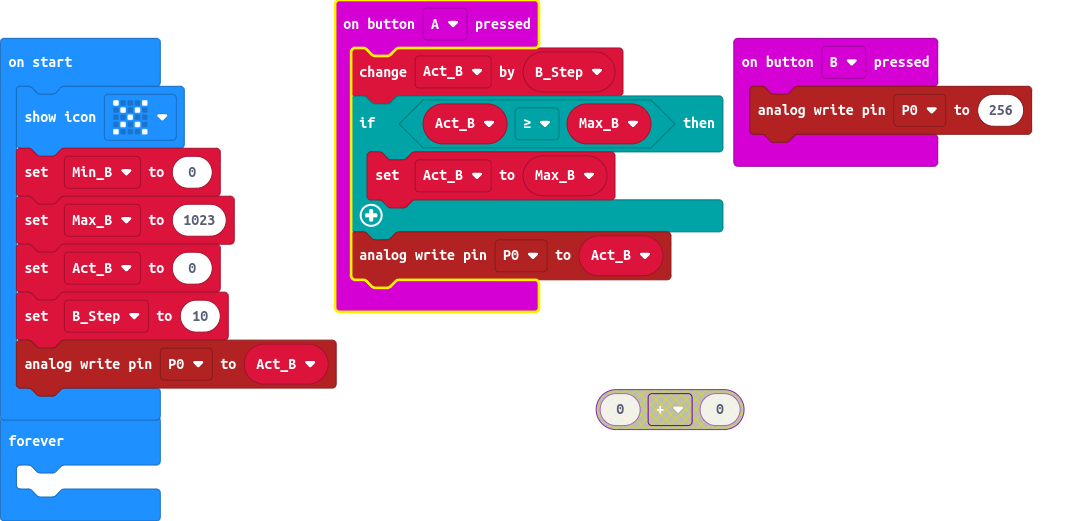 on start
show icon
set Min_B to 0
set Max_B to 1023
set Act_B to 0
set B_Step to 10
analog write pin P0 to Act_B
forever
on button A pressed
change Act_B by B_Step
if Act_B ≥ Max_B then
set Act_B to Max_B
analog write pin P0 to Act_B
on button B pressed
analog write pin P0 to 256
0 + 0